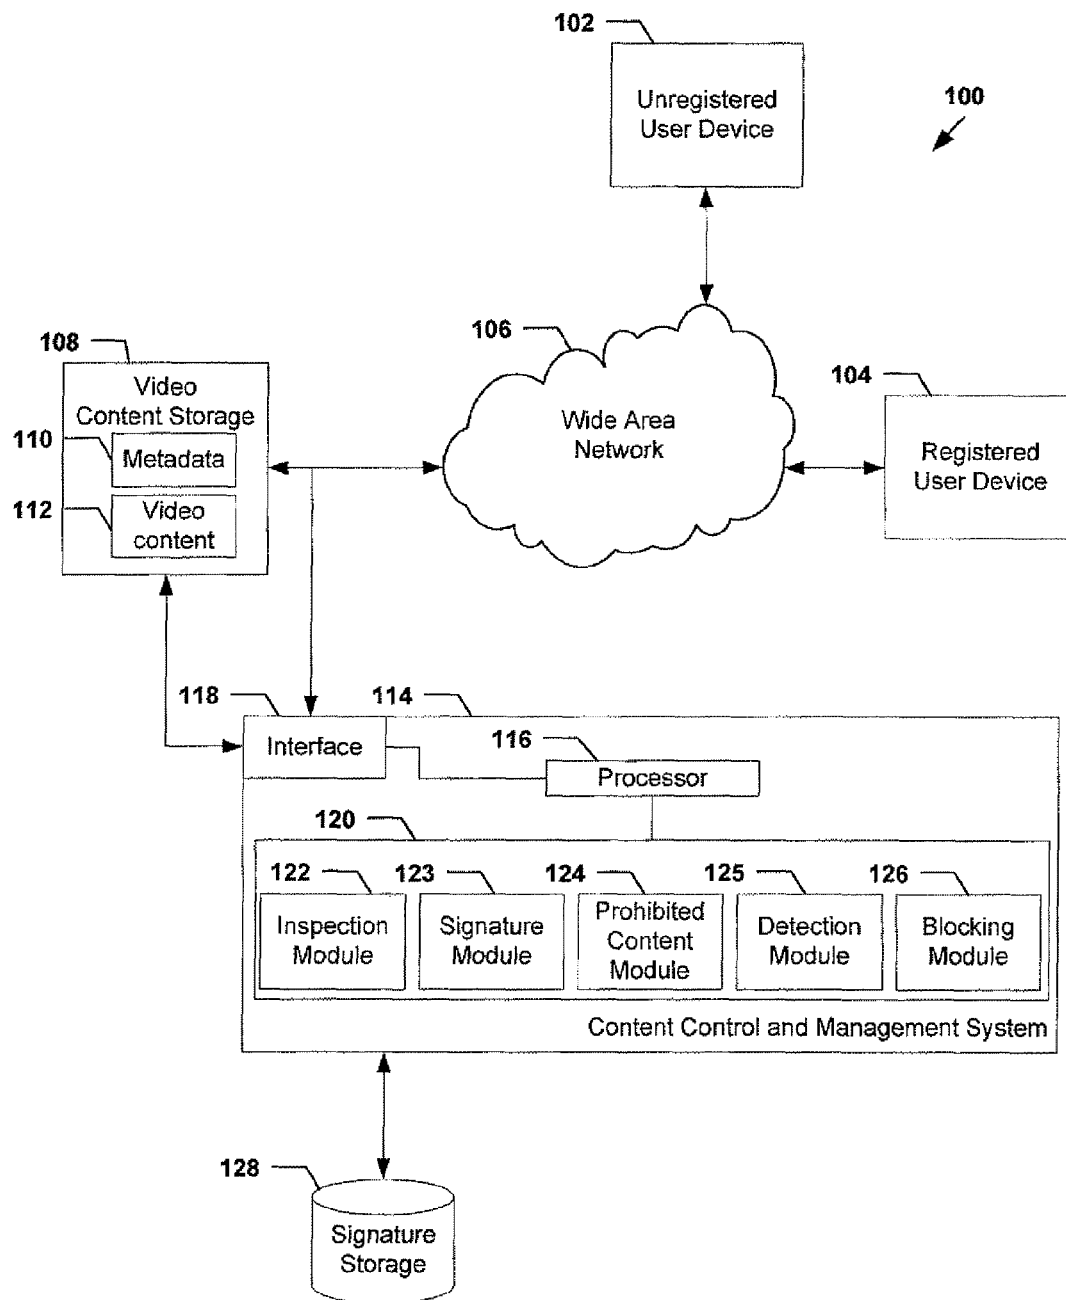 102
Unregistered
User Device
100
106
Wide Area
Network
108
Video
Content Storage
110
Metadata
112
Video
content
104
Registered
User Device
118
Interface
114
116
Processor
120
122
Inspection
Module
123
Signature
Module
124
Prohibited
Content
Module
125
Detection
Module
126
Blocking
Module
Content Control and Management System
128
Signature
Storage